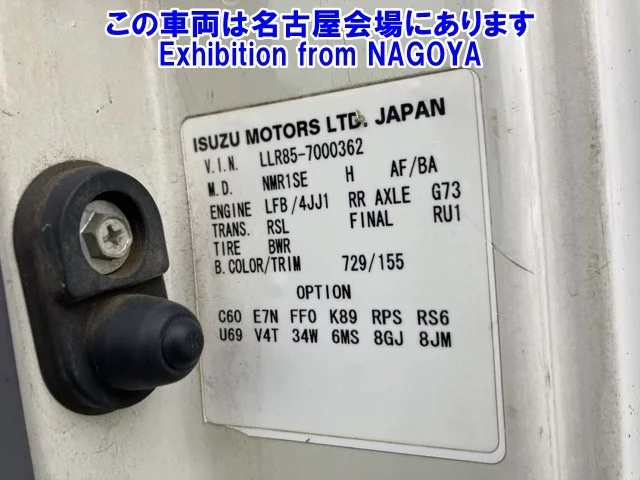 この車両は名古屋会場にあります
Exhibition from NAGOYA
ISUZU MOTORS LTD. JAPAN
V.I.N. LLR85-7000362
M.D. NMR1SE H AF/BA
ENGINE LFB/4JJ1 RR AXLE G73
TRANS. RSL FINAL RU1
TIRE BWR
B.COLOR/TRIM 729/155
OPTION
C60 E7N FF0 K89 RPS RS6
U69 V4T 34W 6MS 8GJ 8JM